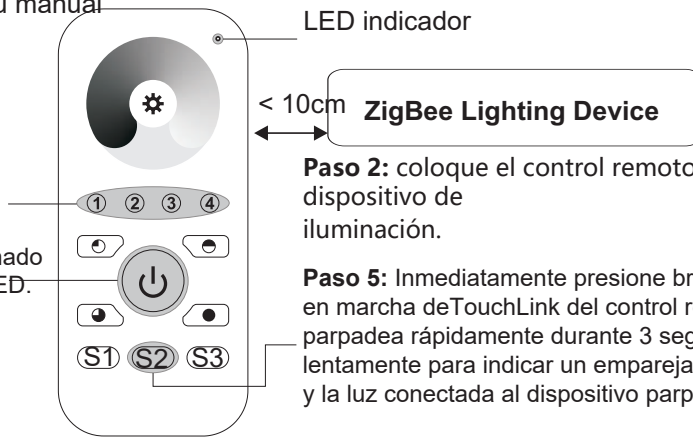 u manual
LED indicador
< 10cm
ZigBee Lighting Device
Paso 2: coloque el control remoto
dispositivo de
iluminación.
1 2 3 4
nado
ED.
Paso 5: Inmediatamente presione br
en marcha deTouchLink del control r
parpadea rápidamente durante 3 seg
lentamente para indicar un empareja
y la luz conectada al dispositivo parp
S1 S2 S3